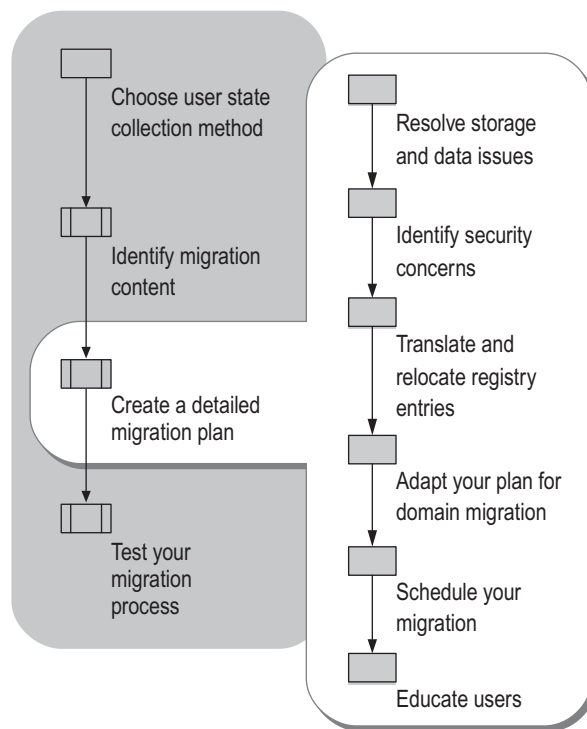 Choose user state
collection method
Identify migration
content
Create a detailed
migration plan
Test your
migration
process
Resolve storage
and data issues
Identify security
concerns
Translate and
relocate registry
entries
Adapt your plan for
domain migration
Schedule your
migration
Educate users